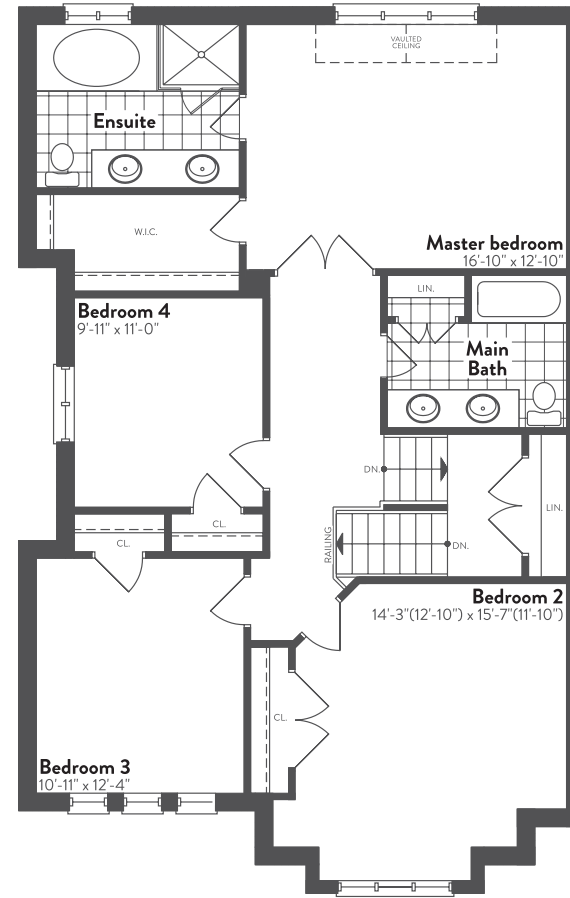 VAULTED
CEILING
Ensuite
W.I.C.
Master bedroom
16'-10" x 12'-10"
LIN.
Bedroom 4
9'-11" x 11'-0"
Main
Bath
DN.
CL.
CL.
LIN.
RAILING
DN.
Bedroom 2
14'-3"(12'-10") x 15'-7"(11'-10")
CL.
Bedroom 3
10'-11" x 12'-4"